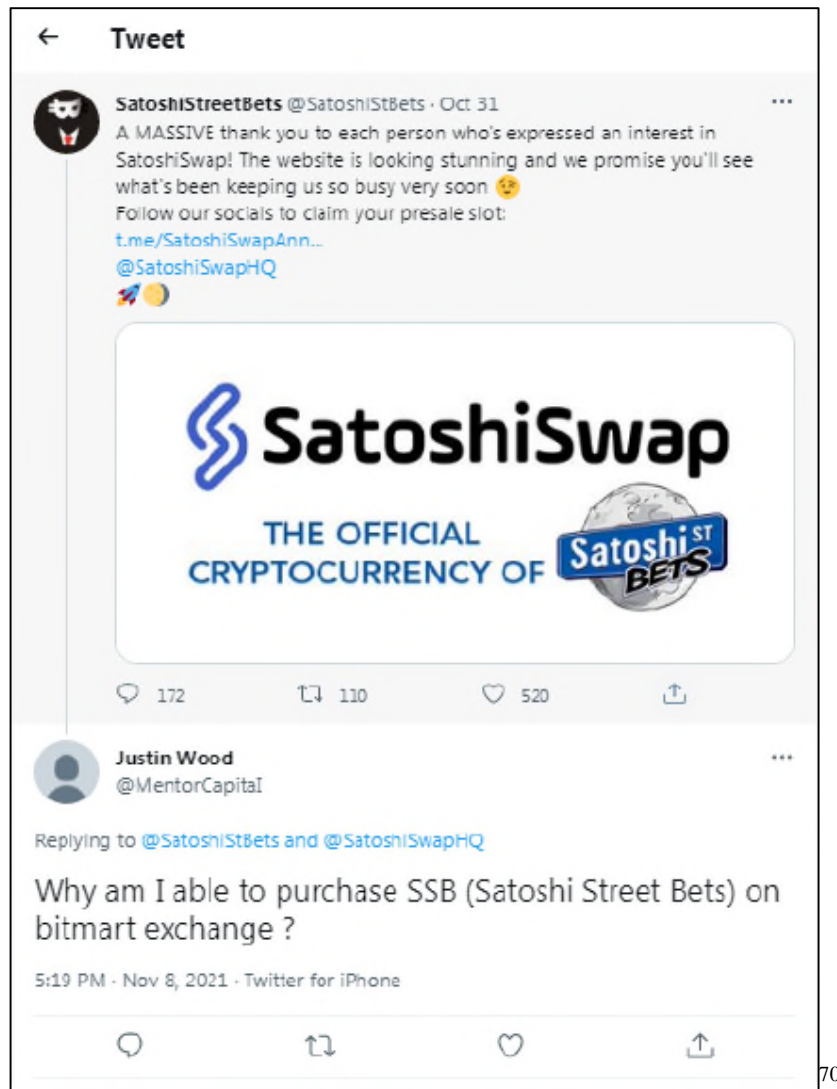 Tweet
SatoshiStreetBets @SatoshiStBets · Oct 31
A MASSIVE thank you to each person who's expressed an interest in
SatoshiSwap! The website is looking stunning and we promise you'll see
what's been keeping us so busy very soon
Follow our socials to claim your presale slot:
t.me/SatoshiSwapAnn...
@SatoshiSwapHQ
SatoshiSwap
THE OFFICIAL
CRYPTOCURRENCY OF
Satoshi ST
BETS
172 110 520
Justin Wood
@MentorCapitaI
Replying to @SatoshiStBets and @SatoshiSwapHQ
Why am I able to purchase SSB (Satoshi Street Bets) on
bitmart exchange ?
5:19 PM · Nov 8, 2021 · Twitter for iPhone
70